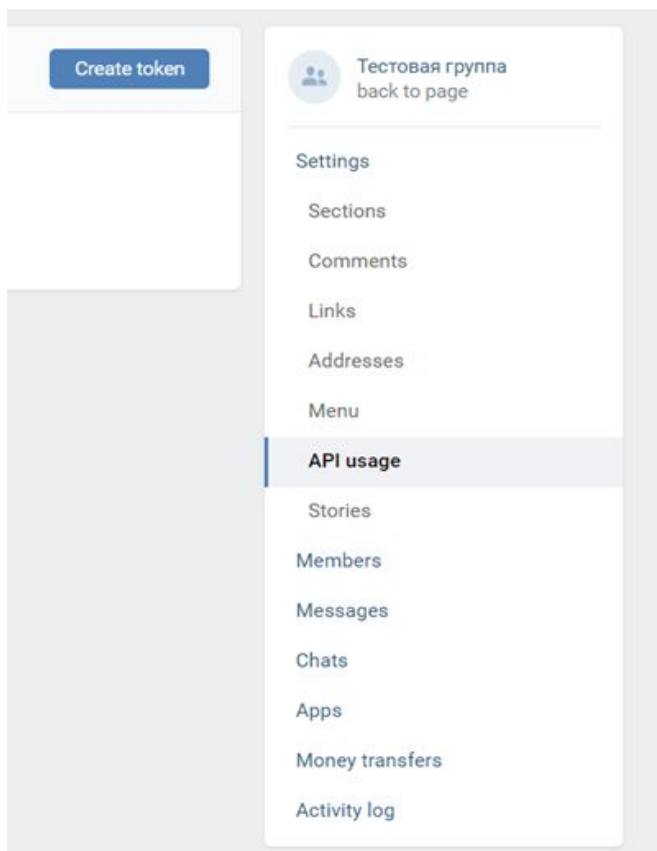 Create token
Тестовая группа
back to page
Settings
Sections
Comments
Links
Addresses
Menu
API usage
Stories
Members
Messages
Chats
Apps
Money transfers
Activity log